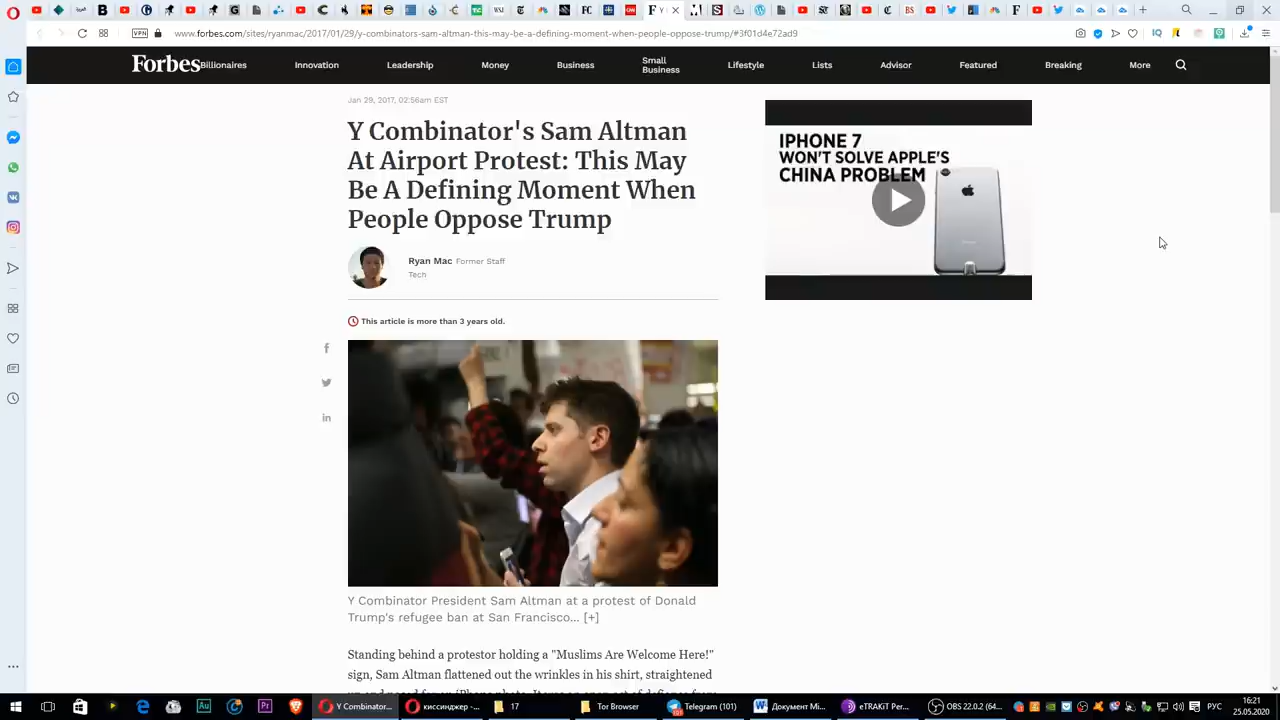 VPN
www.forbes.com/sites/ryanmac/2017/01/29/y-combinators-sam-altman-this-may-be-a-defining-moment-when-people-oppose-trump/#3f01d4e72ad9
Forbes
Billionaires
Innovation
Leadership
Money
Business
Small
Business
Lifestyle
Lists
Advisor
Featured
Breaking
More
Jan 29, 2017, 02:56am EST
Y Combinator's Sam Altman
At Airport Protest: This May
Be A Defining Moment When
People Oppose Trump
Ryan Mac Former Staff
Tech
This article is more than 3 years old.
IPHONE 7
WON'T SOLVE APPLE'S
CHINA PROBLEM
Y Combinator President Sam Altman at a protest of Donald
Trump's refugee ban at San Francisco... [+]
Standing behind a protestor holding a "Muslims Are Welcome Here!"
sign, Sam Altman flattened out the wrinkles in his shirt, straightened
Y Combinator...
киссинджер -...
17
Tor Browser
Telegram (101)
Документ Mi...
eTRAKiT Per...
OBS 22.0.2 (64...
РУС
16:21
25.05.2020